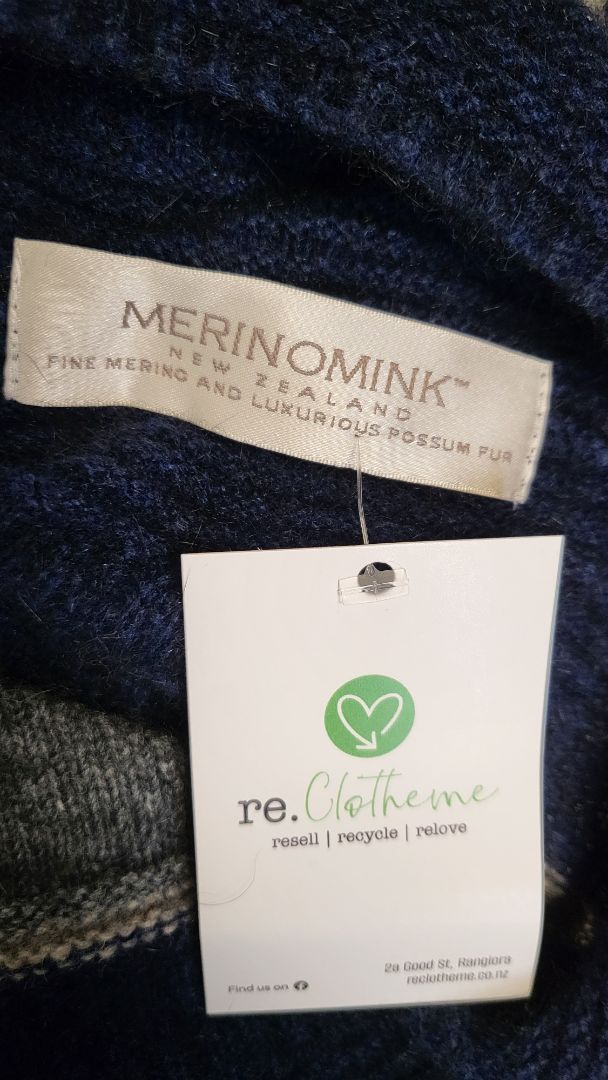 MERINOMINK™
NEW ZEALAND
FINE MERINO AND LUXURIOUS POSSUM FUR
re.Clotheme
resell | recycle | relove
2a Good St, Rangiora
reclotheme.co.nz
Find us on